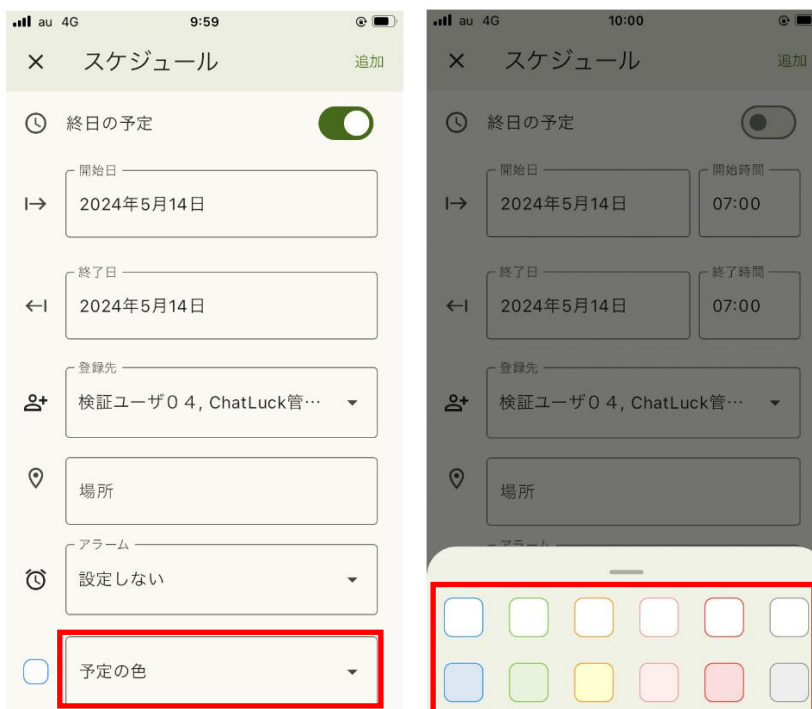 au 4G 9:59
スケジュール 追加
終日の予定
開始日
2024年5月14日
終了日
2024年5月14日
登録先
検証ユーザ０４, ChatLuck管…
場所
アラーム
設定しない
予定の色
au 4G 10:00
スケジュール 追加
終日の予定
開始日 開始時間
2024年5月14日 07:00
終了日 終了時間
2024年5月14日 07:00
登録先
検証ユーザ０４, ChatLuck管…
場所
アラーム